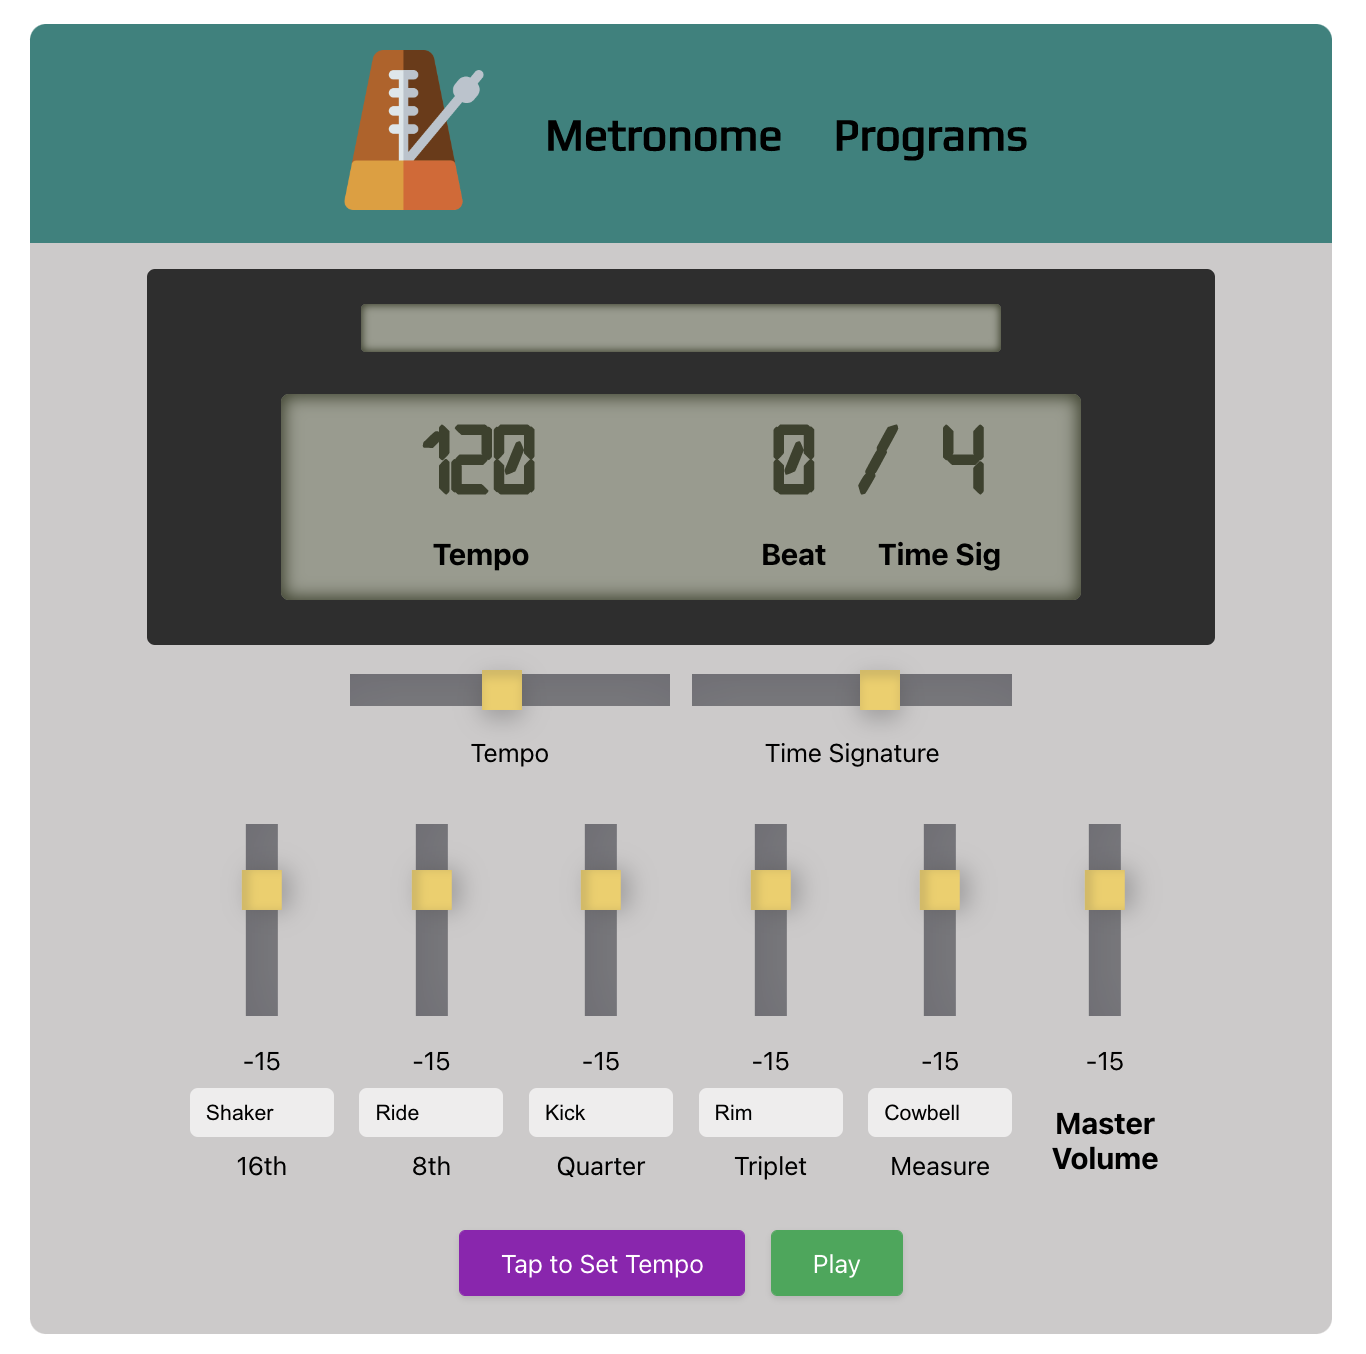 Metronome Programs
120 0 / 4
Tempo Beat Time Sig
Tempo Time Signature
-15 -15 -15 -15 -15 -15
Shaker Ride Kick Rim Cowbell
16th 8th Quarter Triplet Measure
Master
Volume
Tap to Set Tempo Play